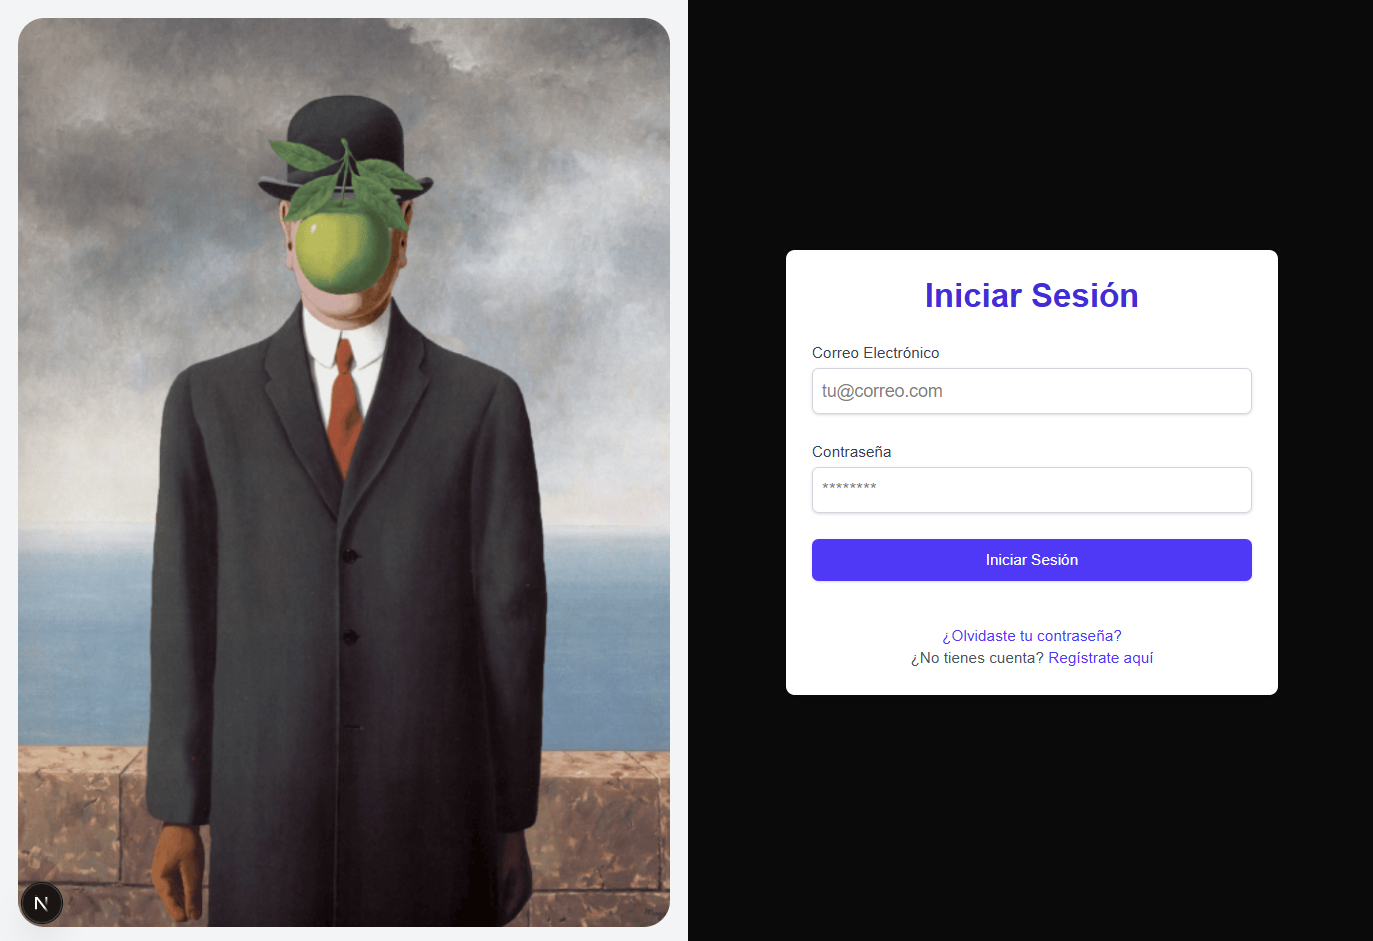 Iniciar Sesión
Correo Electrónico
tu@correo.com
Contraseña
********
Iniciar Sesión
¿Olvidaste tu contraseña?
¿No tienes cuenta? Regístrate aquí
N